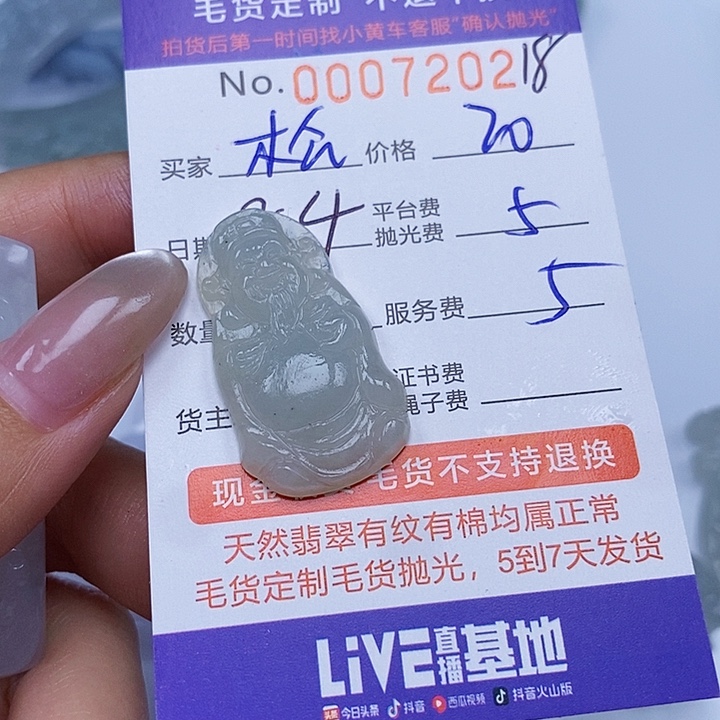 毛货定制
拍货后第一时间找小黄车客服"确认抛光"
No. 000720218
买家 价格 20
4 平台费
抛光费 5
数量 服务费 5
证书费
货主 绳子费
现金 毛货不支持退换
天然翡翠有纹有棉均属正常
毛货定制毛货抛光，5到7天发货
LiVE直播基地
头条 今日头条 抖音 西瓜视频 抖音火山版